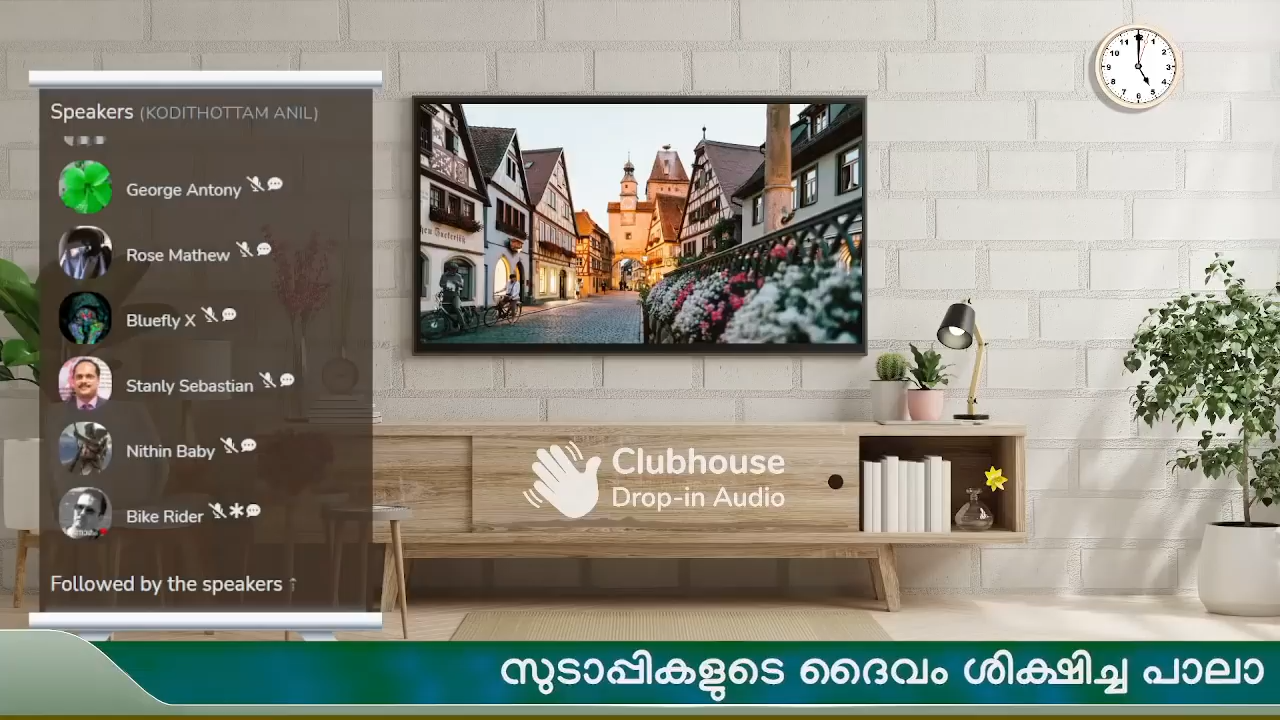 Speakers (KODITHOTTAM ANIL)
George Antony
Rose Mathew
Bluefly X
Stanly Sebastian
Nithin Baby
Bike Rider
Followed by the speakers ↑
Clubhouse
Drop-in Audio
സുടാപ്പികളുടെ ദൈവം ശിക്ഷിച്ച പാലാ